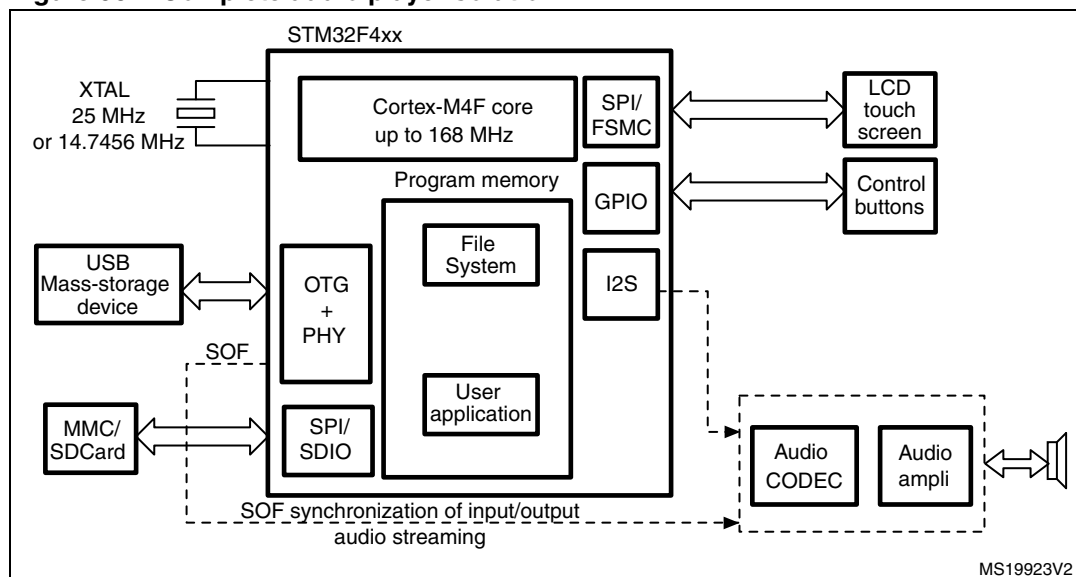 STM32F4xx
XTAL
25 MHz
or 14.7456 MHz
Cortex-M4F core
up to 168 MHz
SPI/
FSMC
LCD
touch
screen
Program memory
GPIO
Control
buttons
File
System
I2S
USB
Mass-storage
device
OTG
+
PHY
SOF
User
application
MMC/
SDCard
SPI/
SDIO
Audio
CODEC
Audio
ampli
SOF synchronization of input/output
audio streaming
MS19923V2